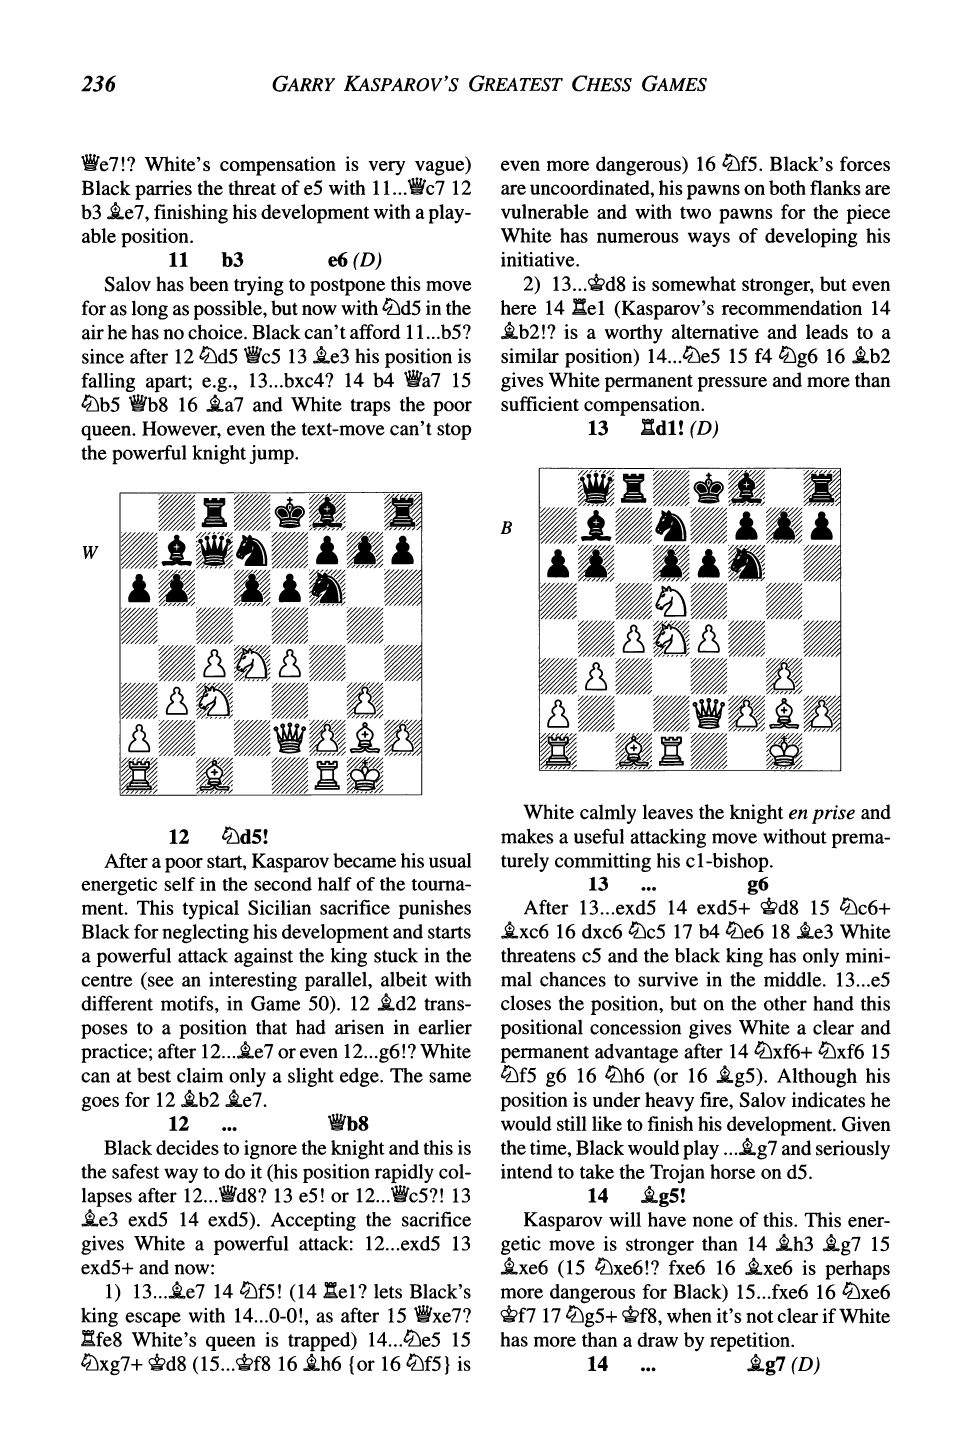 236
GARRY KASPAROV'S GREATEST CHESS GAMES
♕e7!? White's compensation is very vague)
Black parries the threat of e5 with 11...♕c7 12
b3 ♗e7, finishing his development with a play-
able position.
11 b3 e6 (D)
Salov has been trying to postpone this move
for as long as possible, but now with ♘d5 in the
air he has no choice. Black can't afford 11...b5?
since after 12 ♘d5 ♕c5 13 ♗e3 his position is
falling apart; e.g., 13...bxc4? 14 b4 ♕a7 15
♘b5 ♕b8 16 ♗a7 and White traps the poor
queen. However, even the text-move can't stop
the powerful knight jump.
W
12 ♘d5!
After a poor start, Kasparov became his usual
energetic self in the second half of the tourna-
ment. This typical Sicilian sacrifice punishes
Black for neglecting his development and starts
a powerful attack against the king stuck in the
centre (see an interesting parallel, albeit with
different motifs, in Game 50). 12 ♗d2 trans-
poses to a position that had arisen in earlier
practice; after 12...♗e7 or even 12...g6!? White
can at best claim only a slight edge. The same
goes for 12 ♗b2 ♗e7.
12 ... ♕b8
Black decides to ignore the knight and this is
the safest way to do it (his position rapidly col-
lapses after 12...♕d8? 13 e5! or 12...♕c5?! 13
♗e3 exd5 14 exd5). Accepting the sacrifice
gives White a powerful attack: 12...exd5 13
exd5+ and now:
1) 13...♗e7 14 ♘f5! (14 ♖e1? lets Black's
king escape with 14...0-0!, as after 15 ♕xe7?
♖fe8 White's queen is trapped) 14...♘e5 15
♘xg7+ ♔d8 (15...♔f8 16 ♗h6 {or 16 ♘f5} is
even more dangerous) 16 ♘f5. Black's forces
are uncoordinated, his pawns on both flanks are
vulnerable and with two pawns for the piece
White has numerous ways of developing his
initiative.
2) 13...♔d8 is somewhat stronger, but even
here 14 ♖e1 (Kasparov's recommendation 14
♗b2!? is a worthy alternative and leads to a
similar position) 14...♘e5 15 f4 ♘g6 16 ♗b2
gives White permanent pressure and more than
sufficient compensation.
13 ♖d1! (D)
B
White calmly leaves the knight en prise and
makes a useful attacking move without prema-
turely committing his c1-bishop.
13 ... g6
After 13...exd5 14 exd5+ ♔d8 15 ♘c6+
♗xc6 16 dxc6 ♘c5 17 b4 ♘e6 18 ♗e3 White
threatens c5 and the black king has only mini-
mal chances to survive in the middle. 13...e5
closes the position, but on the other hand this
positional concession gives White a clear and
permanent advantage after 14 ♘xf6+ ♘xf6 15
♘f5 g6 16 ♘h6 (or 16 ♗g5). Although his
position is under heavy fire, Salov indicates he
would still like to finish his development. Given
the time, Black would play ...♗g7 and seriously
intend to take the Trojan horse on d5.
14 ♗g5!
Kasparov will have none of this. This ener-
getic move is stronger than 14 ♗h3 ♗g7 15
♗xe6 (15 ♘xe6!? fxe6 16 ♗xe6 is perhaps
more dangerous for Black) 15...fxe6 16 ♘xe6
♔f7 17 ♘g5+ ♔f8, when it's not clear if White
has more than a draw by repetition.
14 ... ♗g7 (D)